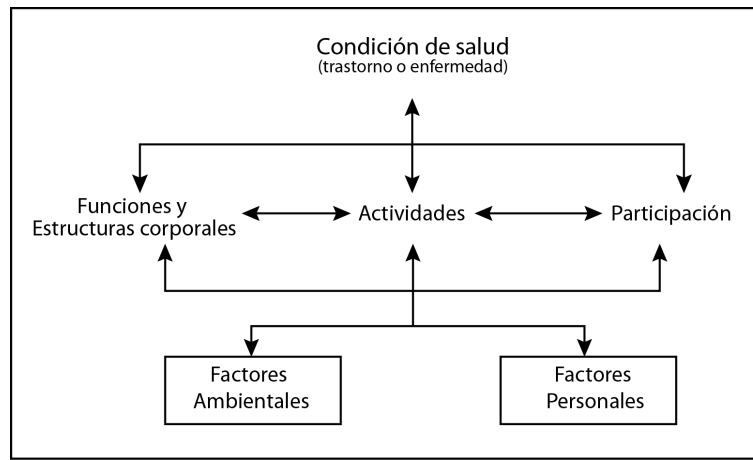 Condición de salud
(trastorno o enfermedad)
Funciones y
Estructuras corporales
Actividades
Participación
Factores
Ambientales
Factores
Personales